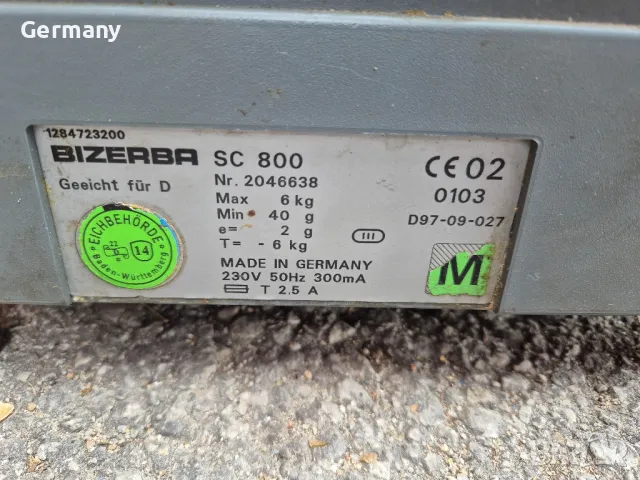 Germany
1284723200
BIZERBA SC 800
Geeicht für D
Nr. 2046638
Max 6 kg
Min 40 g
e= 2 g
T= - 6 kg
III
MADE IN GERMANY
230V 50Hz 300mA
T 2.5 A
CE 02
0103
D97-09-027
M
EICHBEHÖRDE
22 D 14
Baden-Württemberg